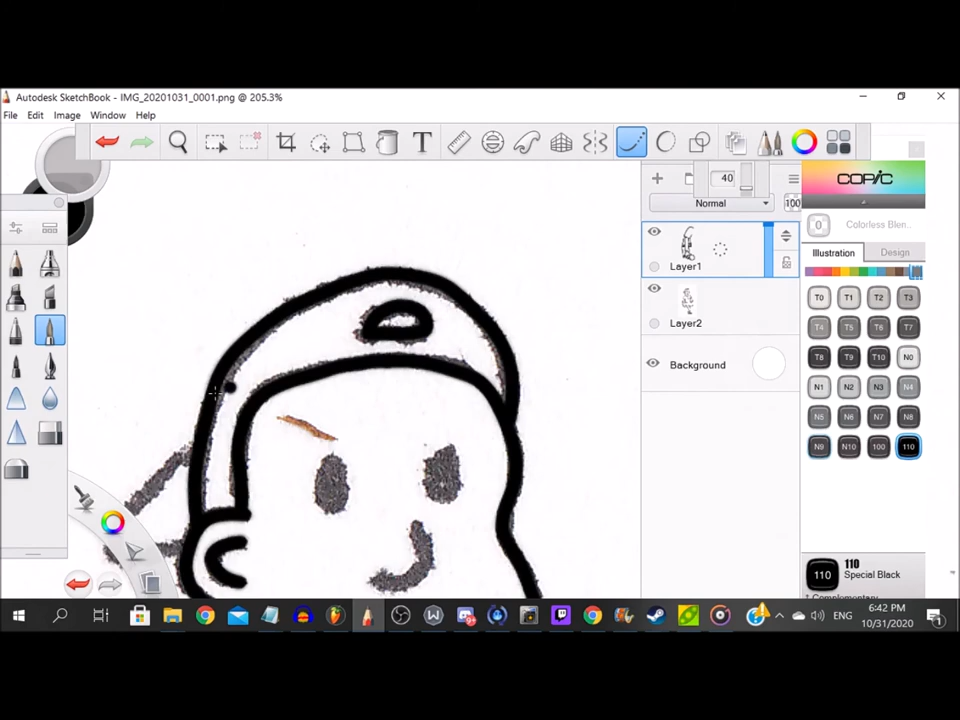 Autodesk SketchBook - IMG_20201031_0001.png @ 205.3%
File Edit Image Window Help
T
40
COPIC
Normal
100
0 Colorless Blen..
Layer1
Illustration Design
T0 T1 T2 T3
Layer2
T4 T5 T6 T7
Background
T8 T9 T10 N0
N1 N2 N3 N4
N5 N6 N7 N8
N9 N10 100 110
110
110 Special Black
Complementary
ENG
6:42 PM
10/31/2020
1